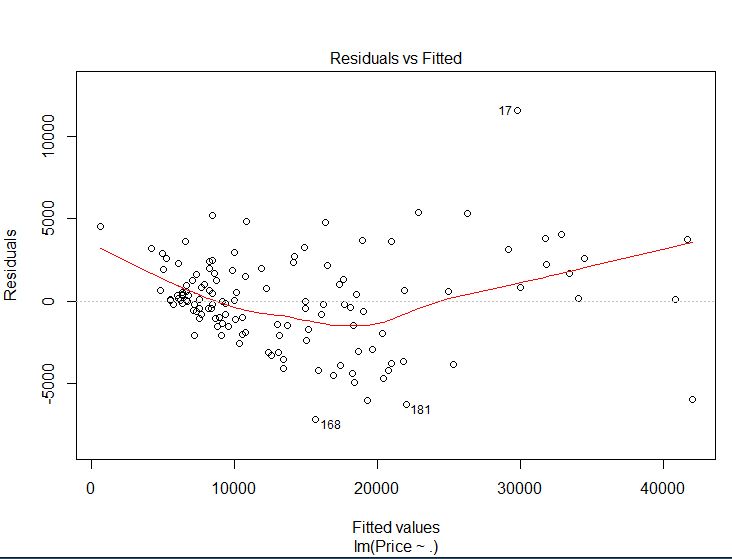 Residuals vs Fitted
Residuals
10000
5000
0
-5000
17
168
181
0 10000 20000 30000 40000
Fitted values
lm(Price ~ .)